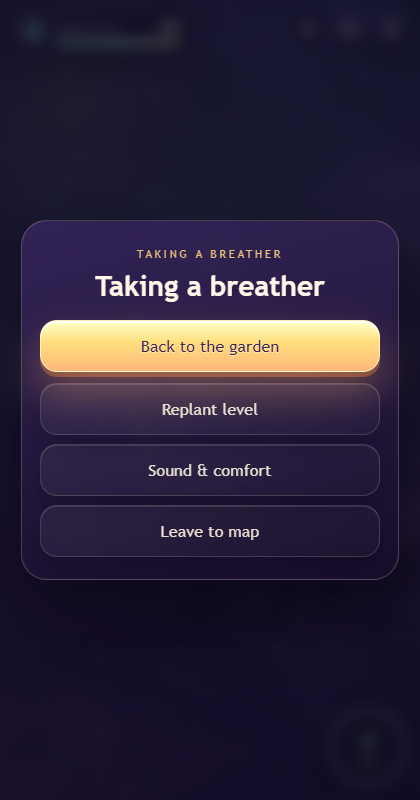 TAKING A BREATHER
Taking a breather
Back to the garden
Replant level
Sound & comfort
Leave to map